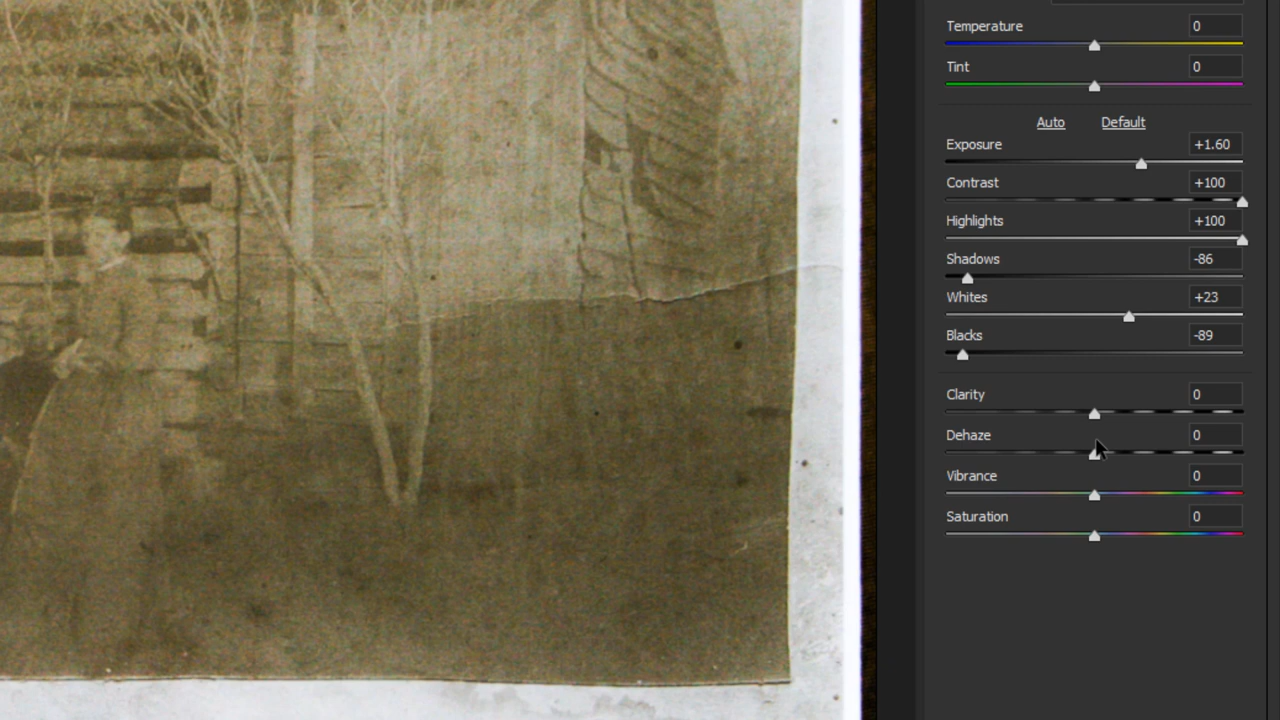 Temperature 0
Tint 0
Auto Default
Exposure +1.60
Contrast +100
Highlights +100
Shadows -86
Whites +23
Blacks -89
Clarity 0
Dehaze 0
Vibrance 0
Saturation 0